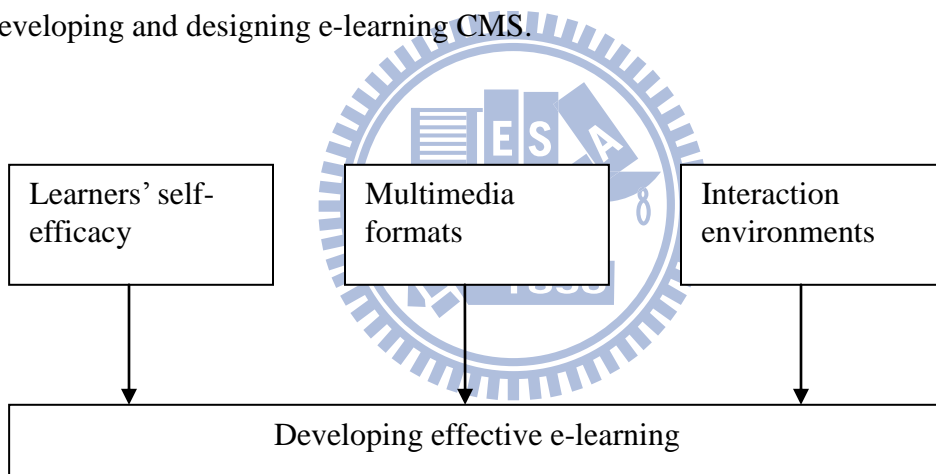 eveloping and designing e-learning CMS.
E S A
Learners' self-
efficacy
Multimedia
formats
Interaction
environments
Developing effective e-learning